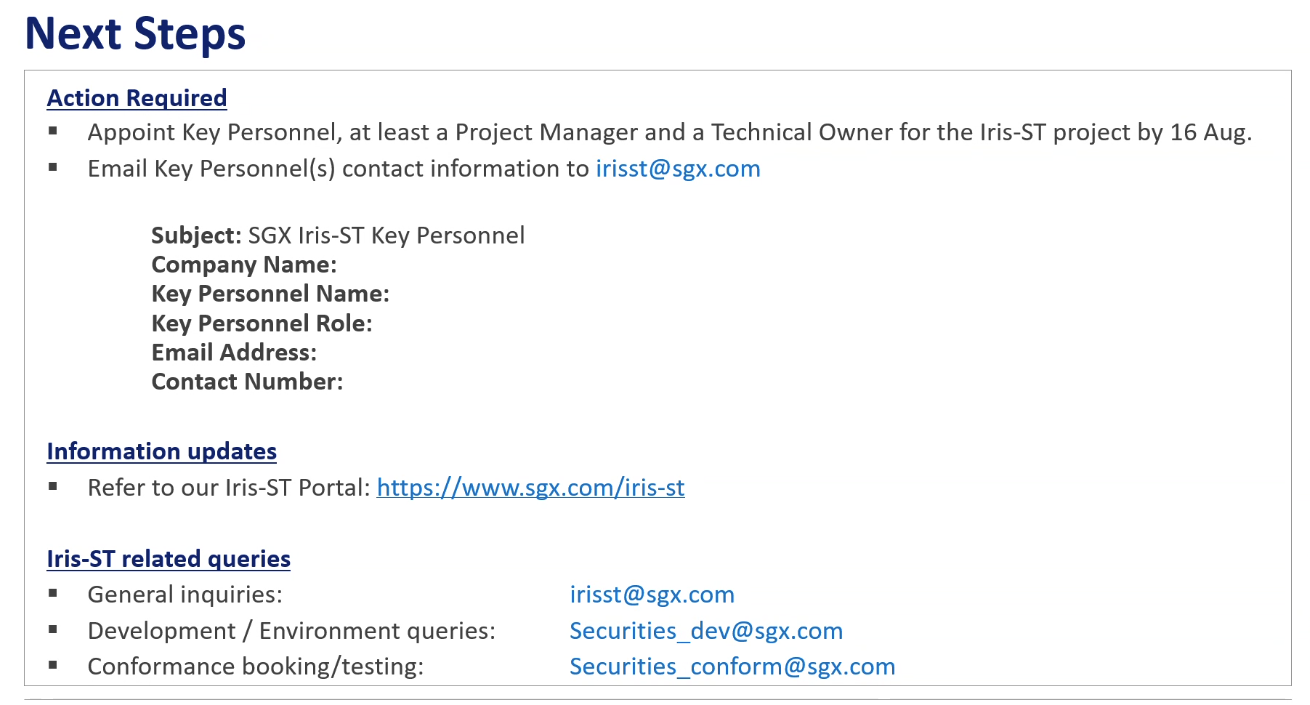 Next Steps
Action Required
▪ Appoint Key Personnel, at least a Project Manager and a Technical Owner for the Iris-ST project by 16 Aug.
▪ Email Key Personnel(s) contact information to irisst@sgx.com
Subject: SGX Iris-ST Key Personnel
Company Name:
Key Personnel Name:
Key Personnel Role:
Email Address:
Contact Number:
Information updates
▪ Refer to our Iris-ST Portal: https://www.sgx.com/iris-st
Iris-ST related queries
▪ General inquiries: irisst@sgx.com
▪ Development / Environment queries: Securities_dev@sgx.com
▪ Conformance booking/testing: Securities_conform@sgx.com